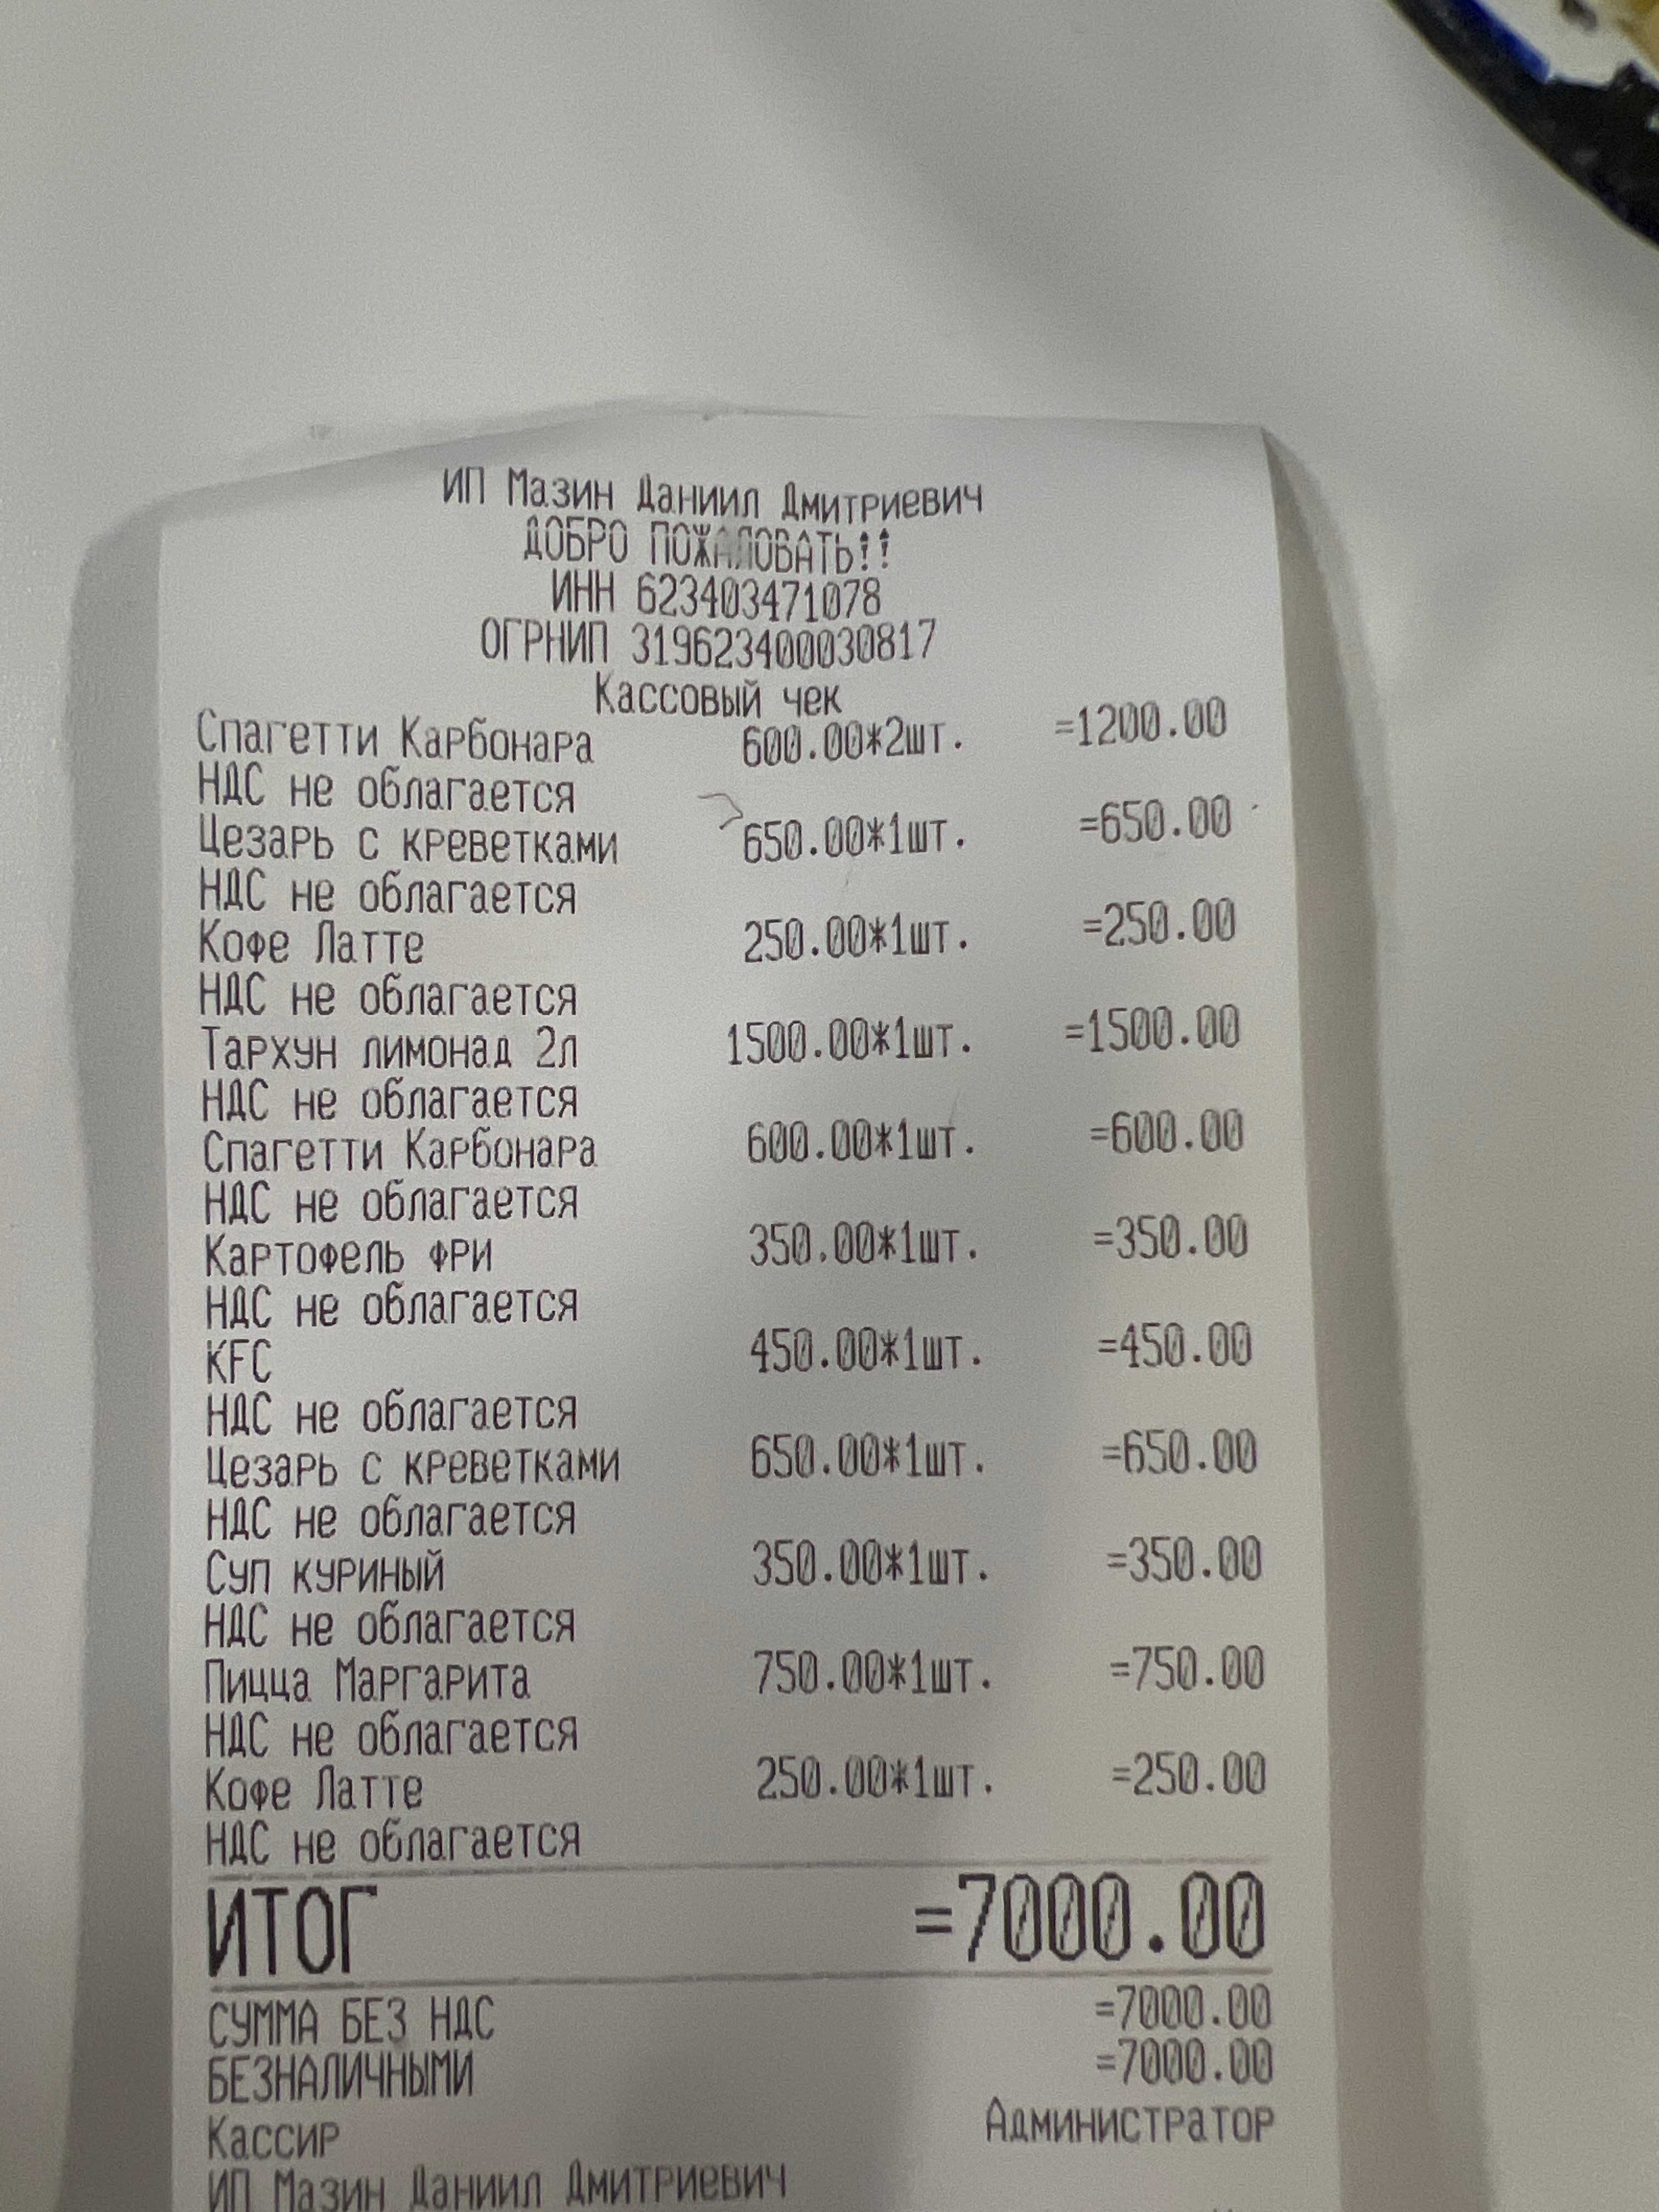 ИП Мазин Даниил Дмитриевич
ДОБРО ПОЖАЛОВАТЬ!!
ИНН 623403471078
ОГРНИП 319623400030817
Кассовый чек
Спагетти Карбонара 600.00*2шт. =1200.00
НДС не облагается
Цезарь с креветками 650.00*1шт. =650.00
НДС не облагается
Кофе Латте 250.00*1шт. =250.00
НДС не облагается
Тархун лимонад 2л 1500.00*1шт. =1500.00
НДС не облагается
Спагетти Карбонара 600.00*1шт. =600.00
НДС не облагается
Картофель фри 350.00*1шт. =350.00
НДС не облагается
KFC 450.00*1шт. =450.00
НДС не облагается
Цезарь с креветками 650.00*1шт. =650.00
НДС не облагается
Суп куриный 350.00*1шт. =350.00
НДС не облагается
Пицца Маргарита 750.00*1шт. =750.00
НДС не облагается
Кофе Латте 250.00*1шт. =250.00
НДС не облагается
ИТОГ =7000.00
СУММА БЕЗ НДС =7000.00
БЕЗНАЛИЧНЫМИ =7000.00
Кассир Администратор
ИП Мазин Даниил Дмитриевич